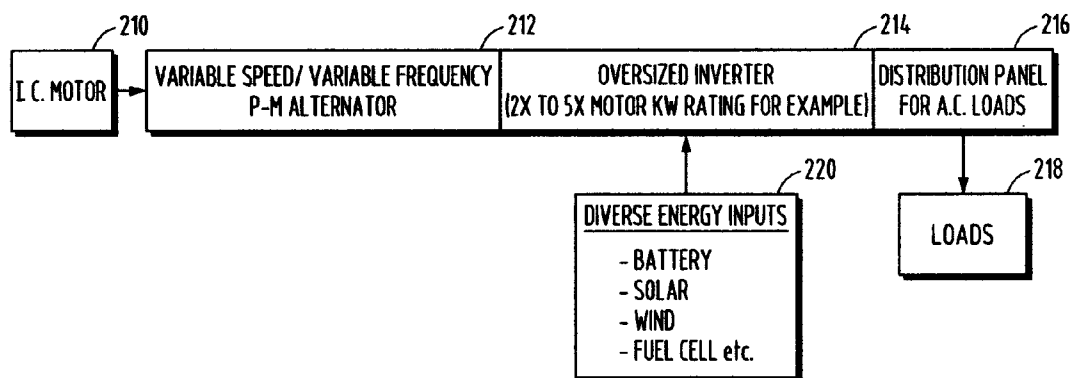 210
212
214
216
I.C. MOTOR
VARIABLE SPEED/ VARIABLE FREQUENCY
P-M ALTERNATOR
OVERSIZED INVERTER
(2X TO 5X MOTOR KW RATING FOR EXAMPLE)
DISTRIBUTION PANEL
FOR A.C. LOADS
220
DIVERSE ENERGY INPUTS
- BATTERY
- SOLAR
- WIND
- FUEL CELL etc.
218
LOADS